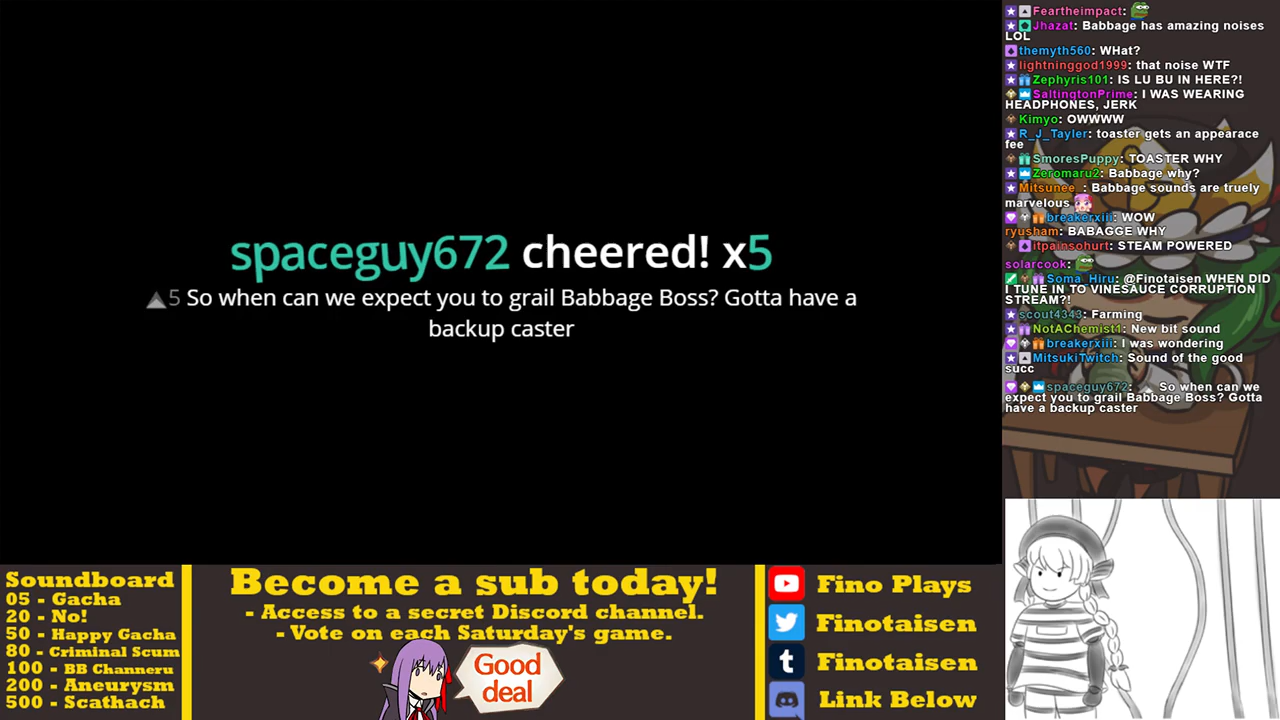 spaceguy672 cheered! x5
5 So when can we expect you to grail Babbage Boss? Gotta have a
backup caster
Feartheimpact:
Jhazat: Babbage has amazing noises
LOL
themyth560: WHat?
lightninggod1999: that noise WTF
Zephyris101: IS LU BU IN HERE?!
SaltingtonPrime: I WAS WEARING
HEADPHONES, JERK
Kimyo: OWWWW
R_J_Tayler: toaster gets an appearace
fee
SmoresPuppy: TOASTER WHY
Zeromaru2: Babbage why?
Mitsunee_: Babbage sounds are truely
marvelous
breakerxiii: WOW
ryusham: BABAGGE WHY
itpainsohurt: STEAM POWERED
solarcook:
Soma_Hiru: @Finotaisen WHEN DID
I TUNE IN TO VINESAUCE CORRUPTION
STREAM?!
scout4343: Farming
NotAChemist1: New bit sound
breakerxiii: I was wondering
MitsukiTwitch: Sound of the good
succ
spaceguy672: So when can we
expect you to grail Babbage Boss? Gotta
have a backup caster
Soundboard
05 - Gacha
20 - No!
50 - Happy Gacha
80 - Criminal Scum
100 - BB Channeru
200 - Aneurysm
500 - Scathach
Become a sub today!
- Access to a secret Discord channel.
- Vote on each Saturday's game.
Good
deal
Fino Plays
Finotaisen
t Finotaisen
Link Below